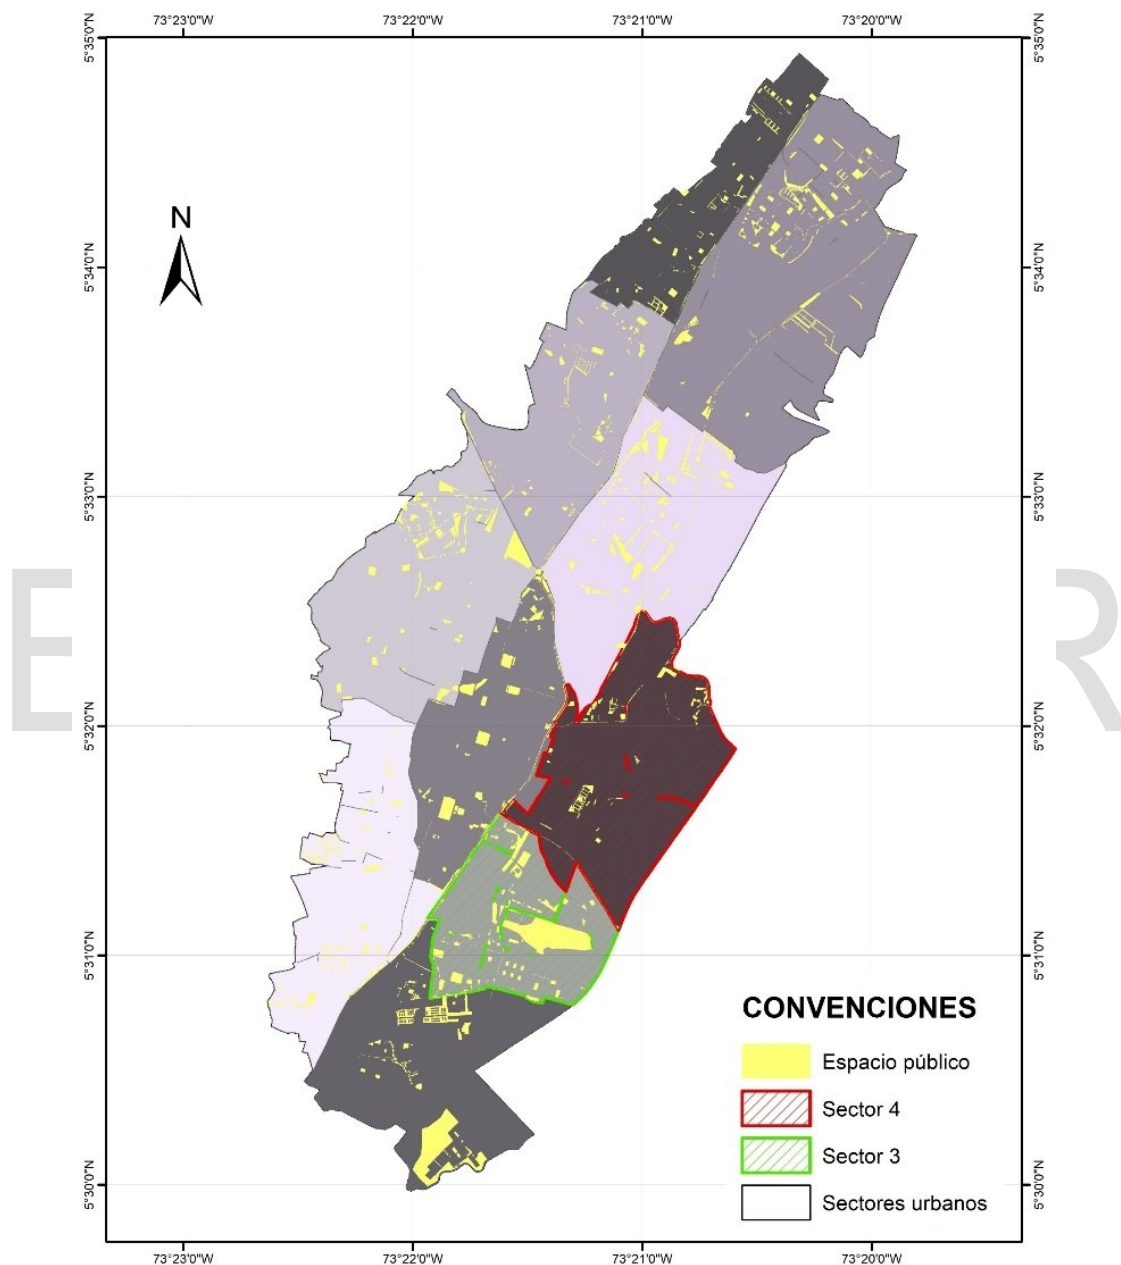 73°23'0"W 73°22'0"W 73°21'0"W 73°20'0"W
5°35'0"N 5°35'0"N
N
5°34'0"N 5°34'0"N
5°33'0"N 5°33'0"N
E R
5°32'0"N 5°32'0"N
5°31'0"N 5°31'0"N
CONVENCIONES
Espacio público
Sector 4
Sector 3
Sectores urbanos
5°30'0"N 5°30'0"N
73°23'0"W 73°22'0"W 73°21'0"W 73°20'0"W